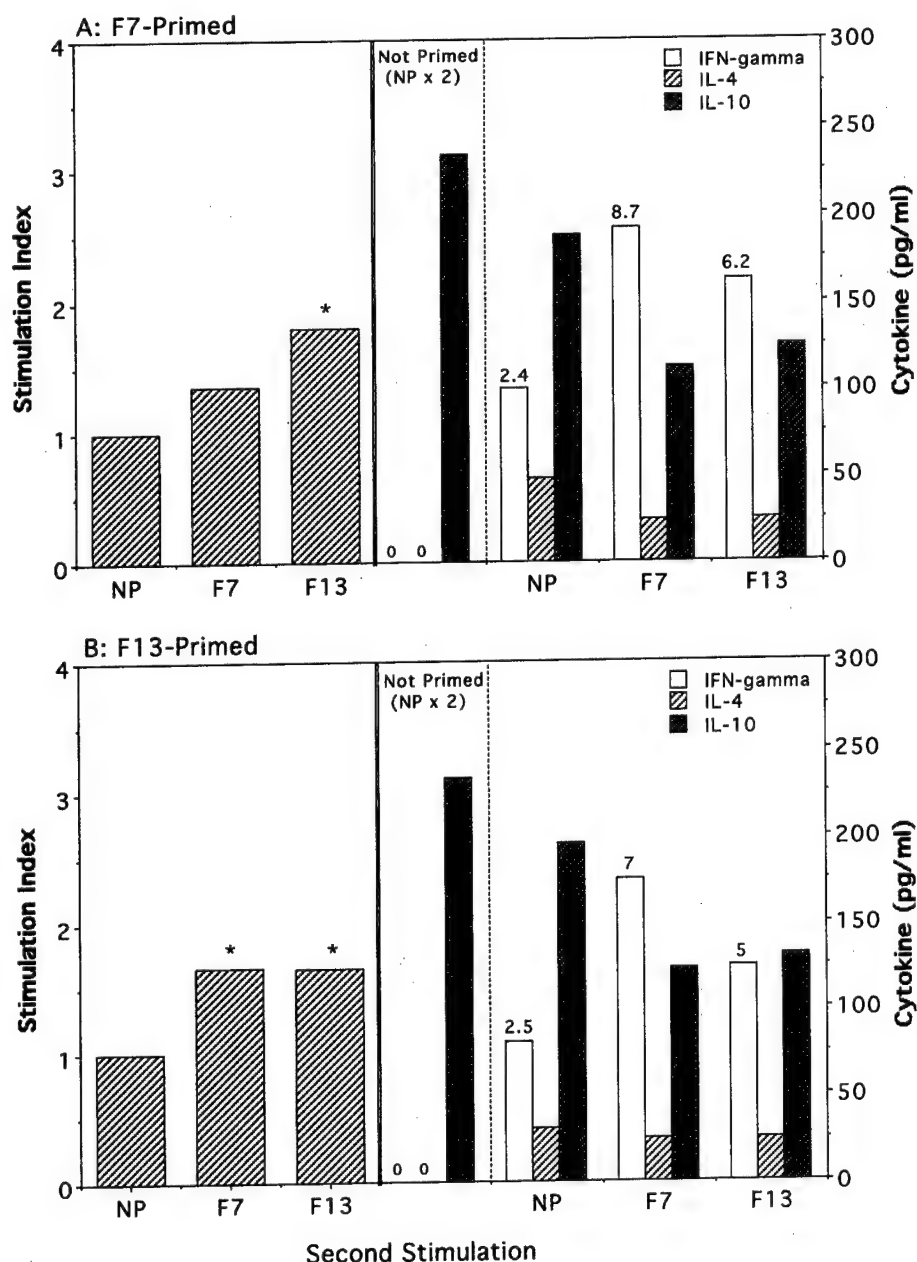 A: F7-Primed
4
3
2
1
0
Stimulation Index
*
NP
F7
F13
Not Primed
(NP x 2)
IFN-gamma
IL-4
IL-10
0
0
2.4
8.7
6.2
NP
F7
F13
300
250
200
150
100
50
0
Cytokine (pg/ml)
B: F13-Primed
4
3
2
1
0
Stimulation Index
*
*
NP
F7
F13
Not Primed
(NP x 2)
IFN-gamma
IL-4
IL-10
0
0
2.5
7
5
NP
F7
F13
300
250
200
150
100
50
0
Cytokine (pg/ml)
Second Stimulation